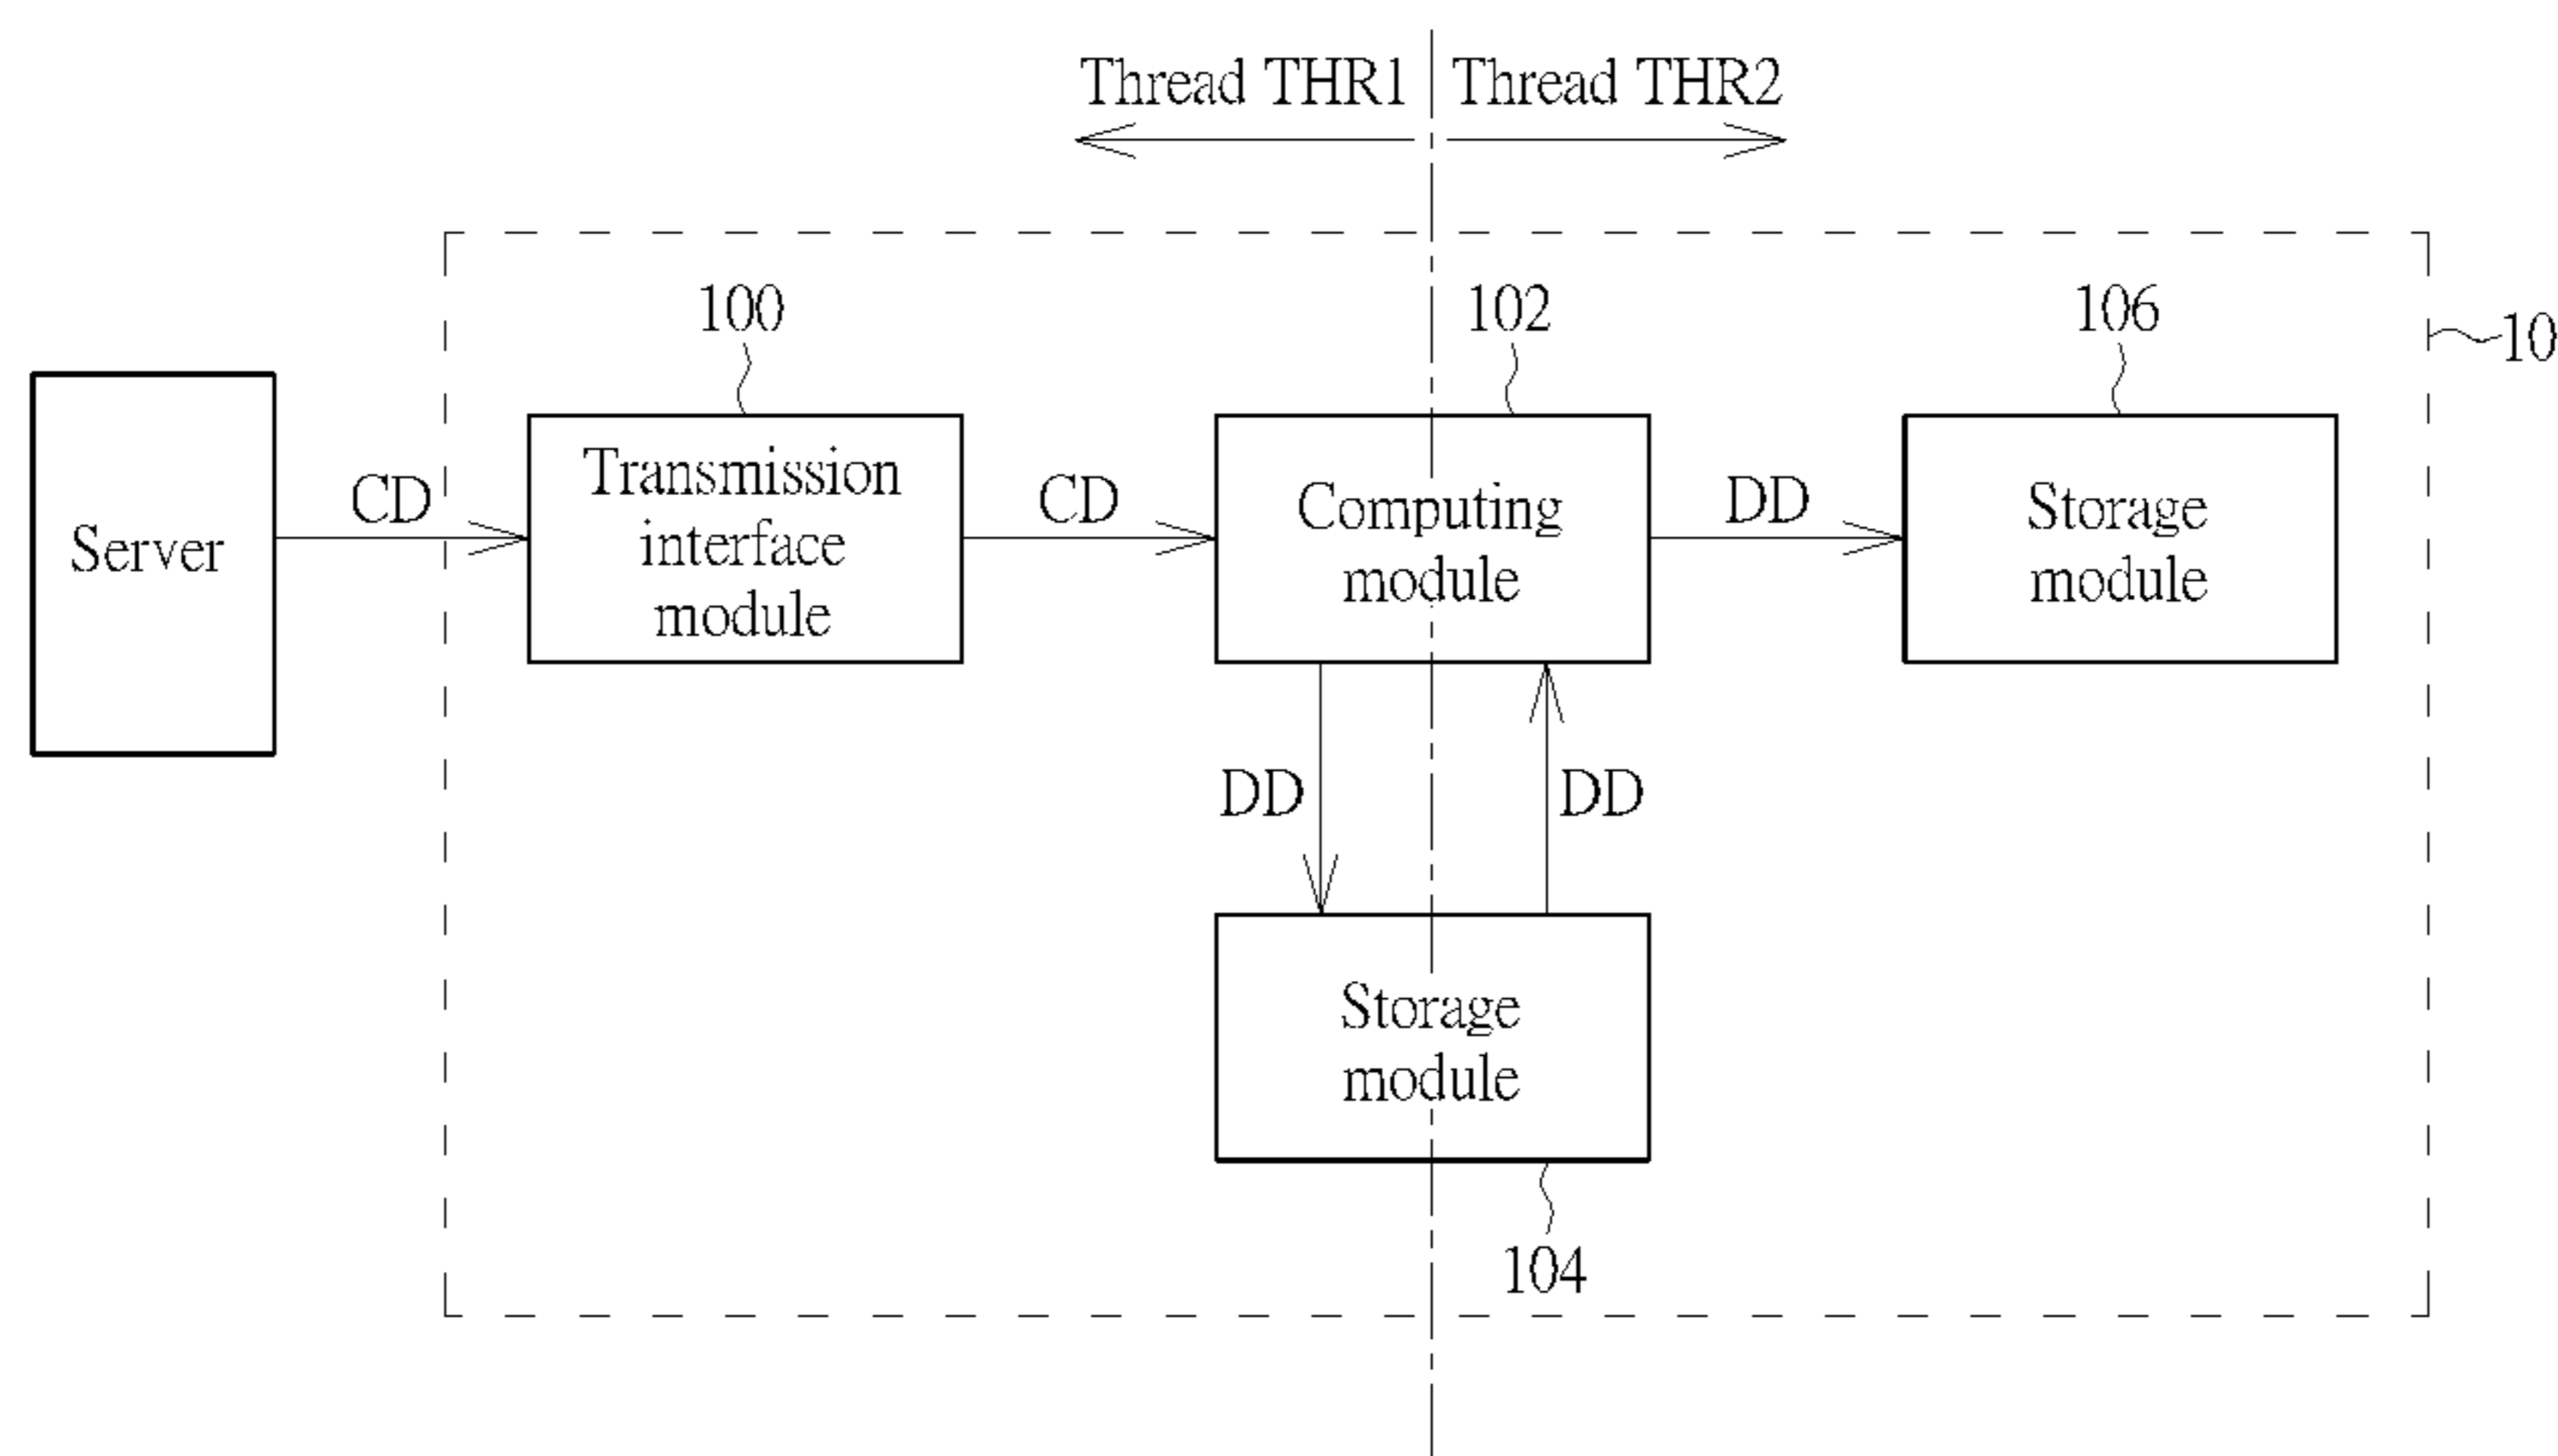 Thread THR1
Thread THR2
100
102
106
10
Server
CD
Transmission
interface
module
CD
Computing
module
DD
Storage
module
DD
DD
Storage
module
104